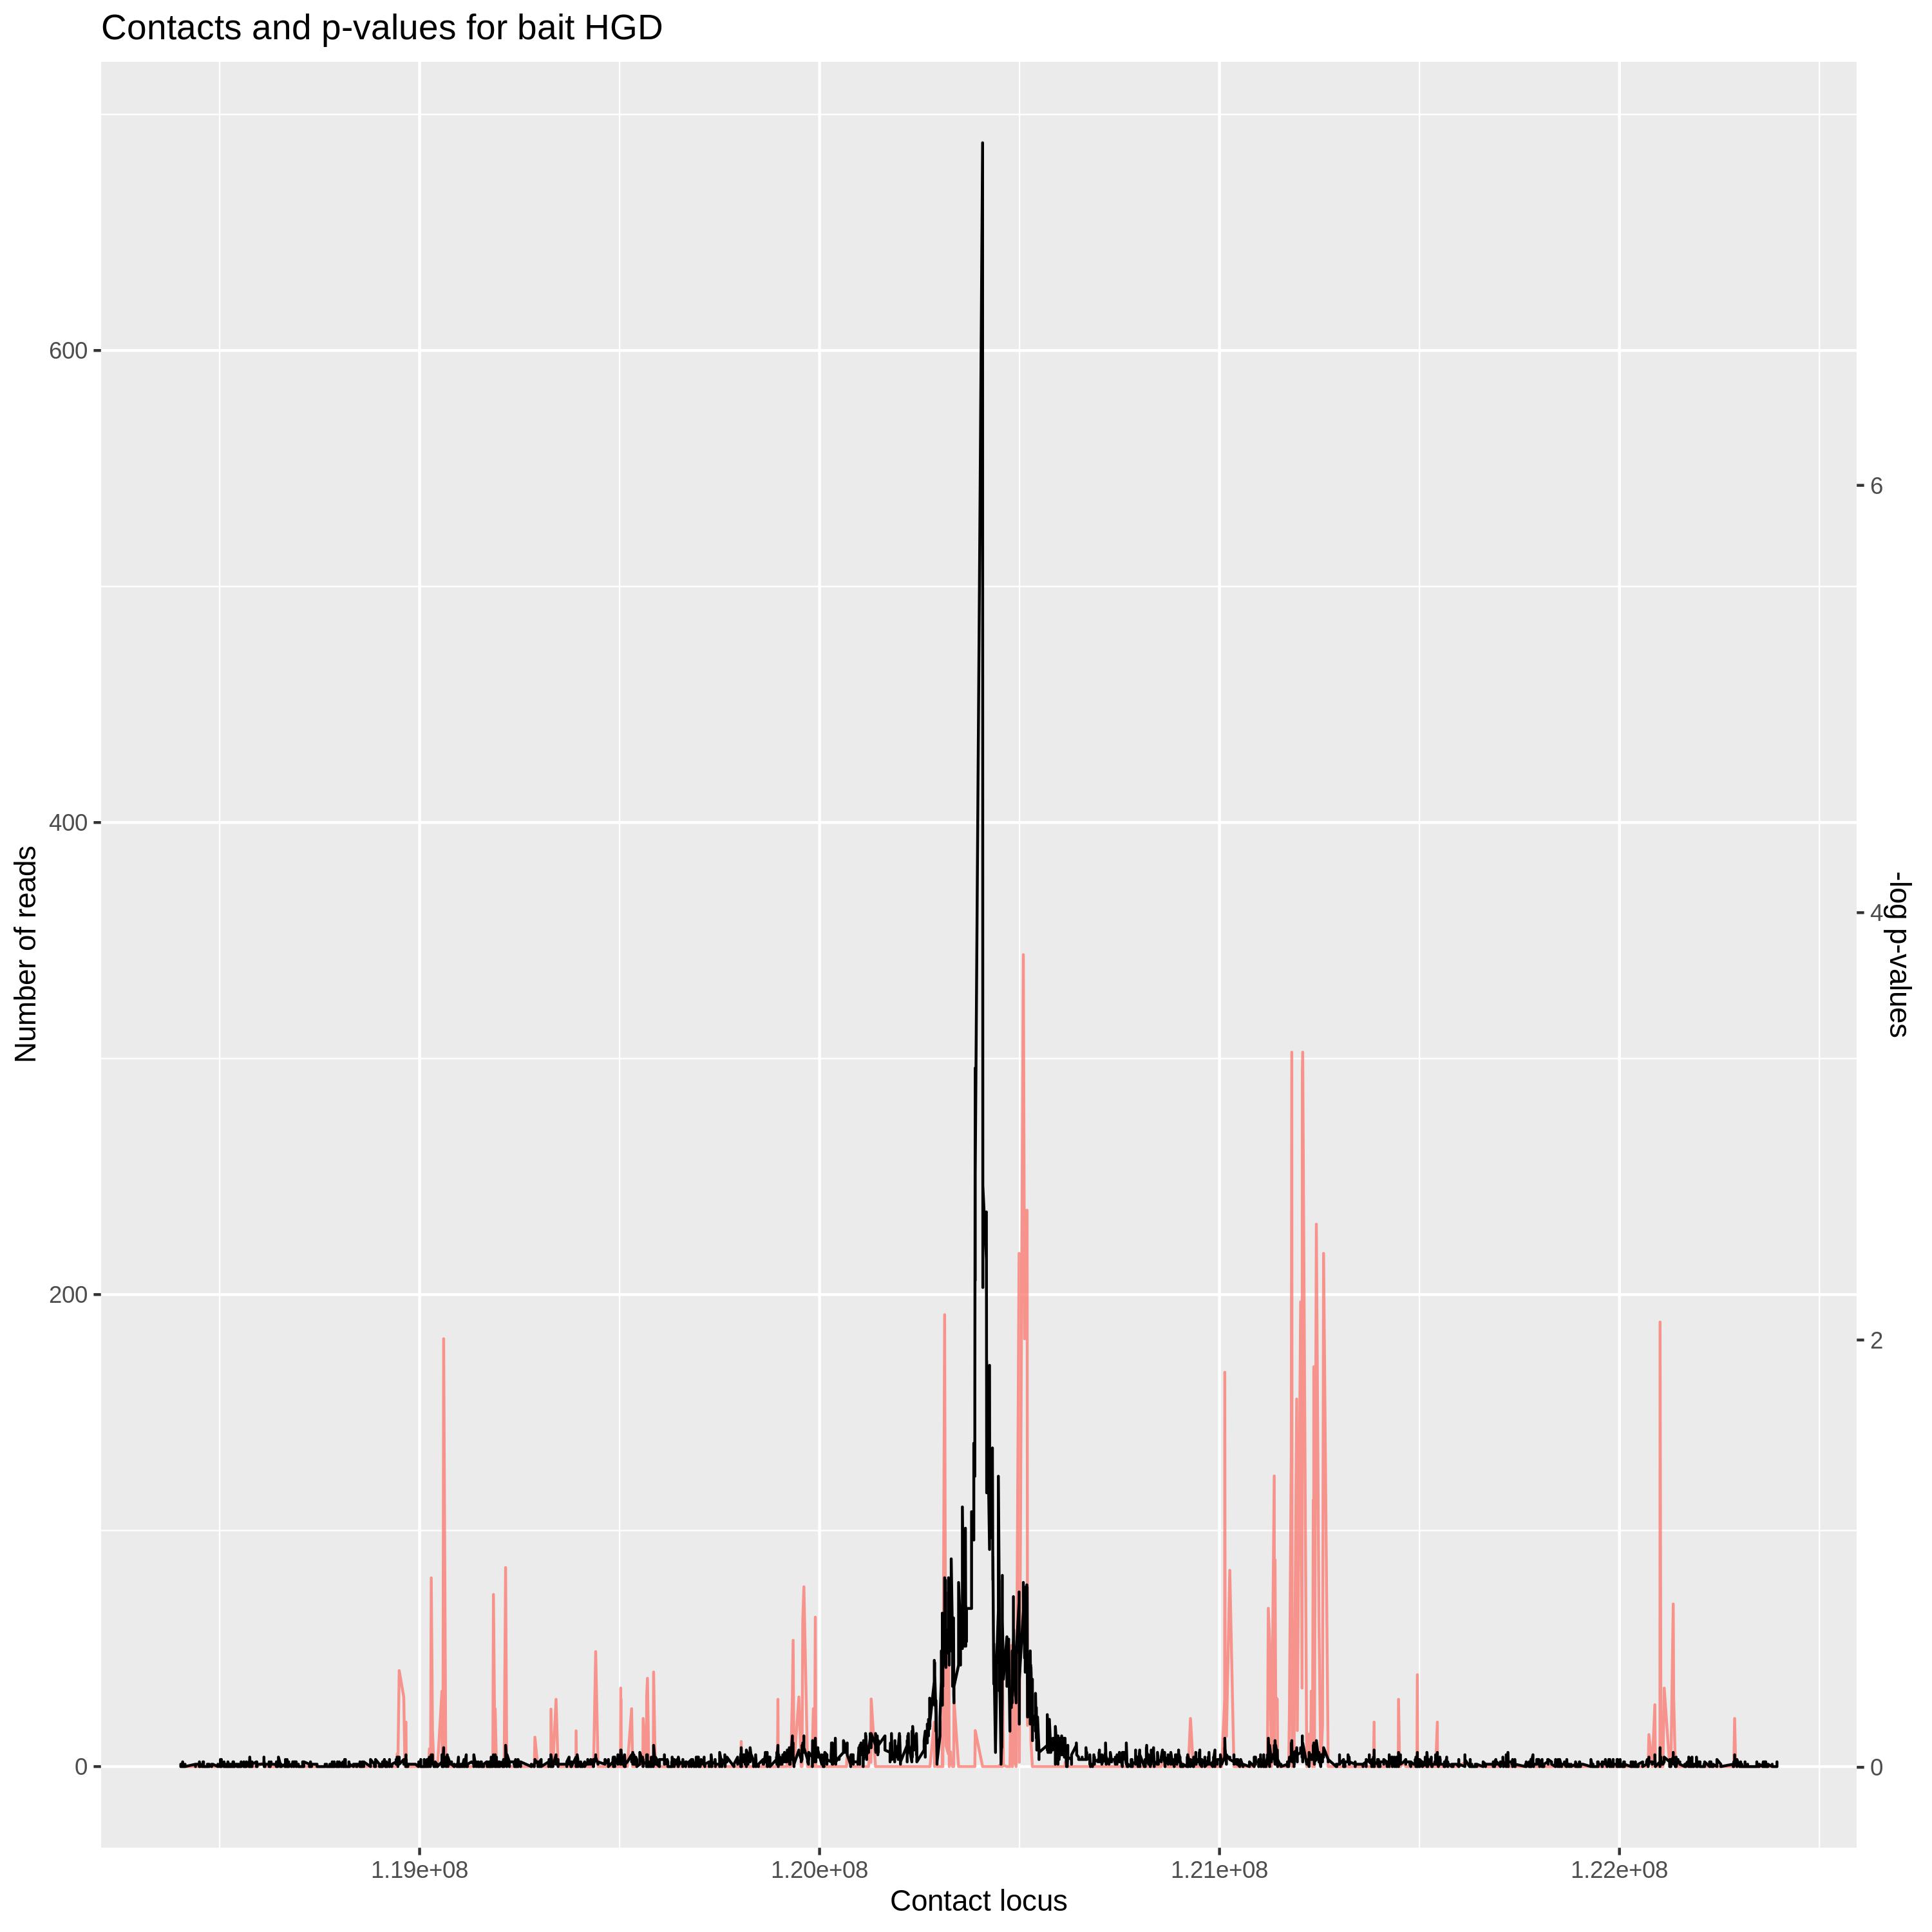 Contacts and p-values for bait HGD
Number of reads
600
400
200
0
6
4
2
0
-log p-values
1.19e+08
1.20e+08
1.21e+08
1.22e+08
Contact locus